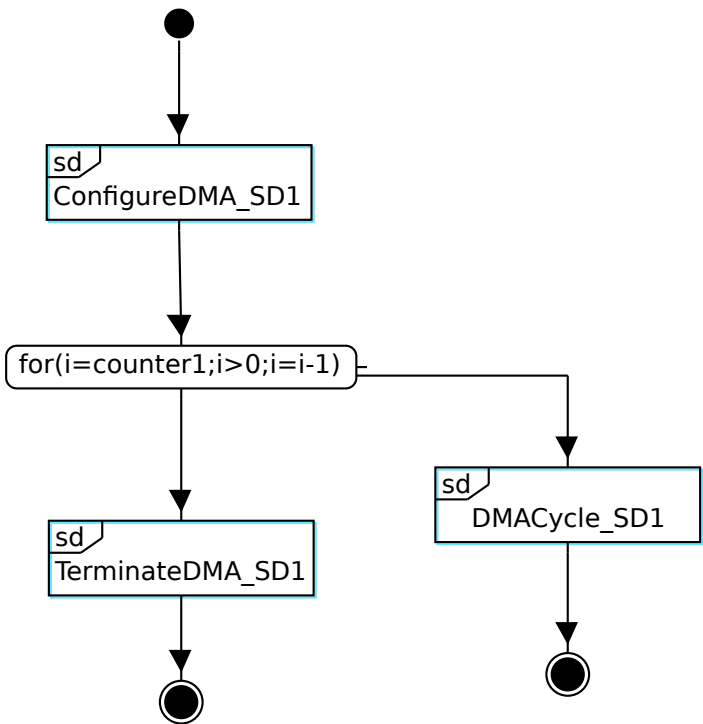 sd
ConfigureDMA_SD1
for(i=counter1;i>0;i=i-1)
sd
DMACycle_SD1
sd
TerminateDMA_SD1